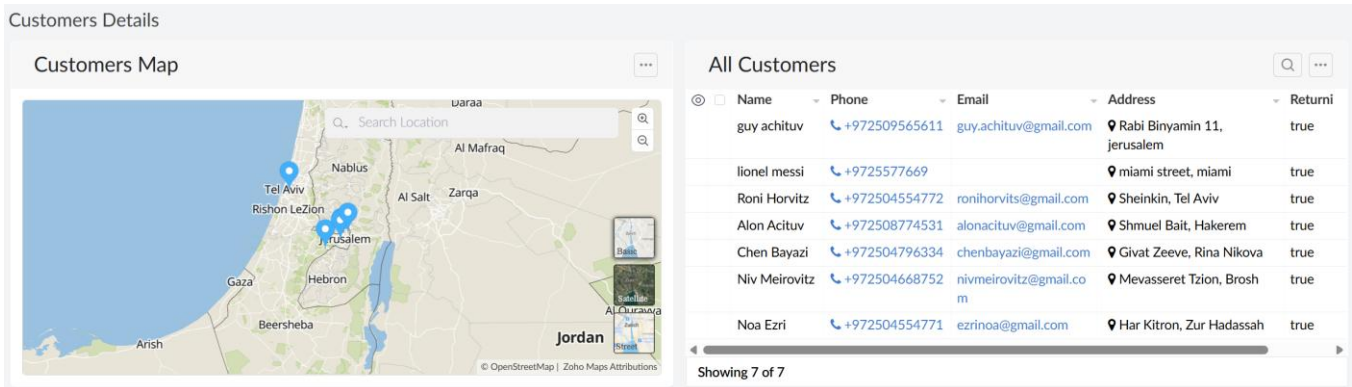 Customers Details
Customers Map
All Customers
Daraa
Search Location
Al Mafraq
Nablus
Tel Aviv
Al Salt
Zarqa
Rishon LeZion
Jerusalem
Basic
Gaza
Hebron
Satellite
Beersheba
Jordan
Arish
Street
© OpenStreetMap | Zoho Maps Attributions
Name Phone Email Address Returni
guy achituv +972509565611 guy.achituv@gmail.com Rabi Binyamin 11,
jerusalem true
lionel messi +9725577669 miami street, miami true
Roni Horvitz +972504554772 ronihorvits@gmail.com Sheinkin, Tel Aviv true
Alon Acituv +972508774531 alonacituv@gmail.com Shmuel Bait, Hakerem true
Chen Bayazi +972504796334 chenbayazi@gmail.com Givat Zeeve, Rina Nikova true
Niv Meirovitz +972504668752 nivmeirovitz@gmail.co
m Mevasseret Tzion, Brosh true
Noa Ezri +972504554771 ezrinoa@gmail.com Har Kitron, Zur Hadassah true
Showing 7 of 7